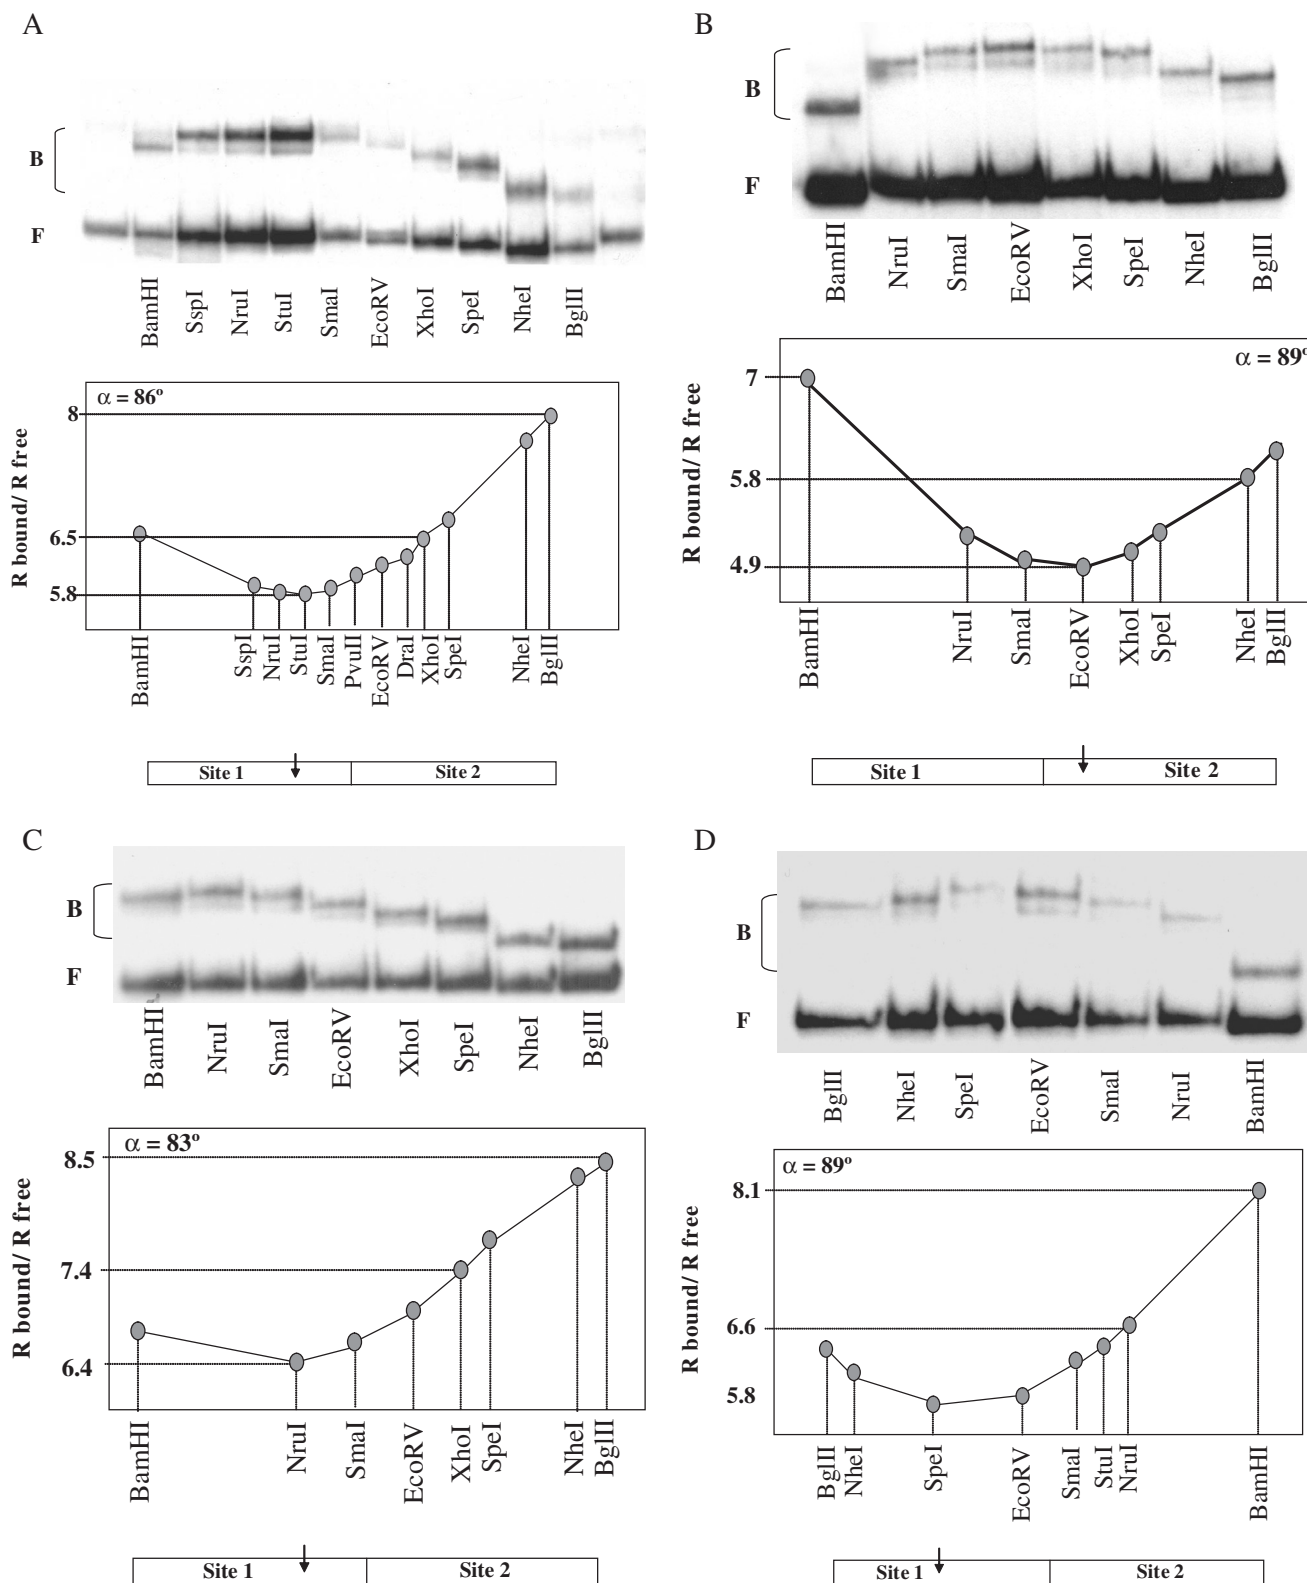 A
B
F
BamHI SspI NruI StuI SmaI EcoRV XhoI SpeI NheI BglII
α = 86º
R bound/ R free
8
6.5
5.8
BamHI SspI NruI StuI SmaI PvuII EcoRV DraI XhoI SpeI NheI BglII
Site 1 Site 2
B
B
F
BamHI NruI SmaI EcoRV XhoI SpeI NheI BglII
α = 89º
R bound/ R free
7
5.8
4.9
BamHI NruI SmaI EcoRV XhoI SpeI NheI BglII
Site 1 Site 2
C
B
F
BamHI NruI SmaI EcoRV XhoI SpeI NheI BglII
α = 83º
R bound/ R free
8.5
7.4
6.4
BamHI NruI SmaI EcoRV XhoI SpeI NheI BglII
Site 1 Site 2
D
B
F
BglII NheI SpeI EcoRV SmaI NruI BamHI
α = 89º
R bound/ R free
8.1
6.6
5.8
BglII NheI SpeI EcoRV SmaI StuI NruI BamHI
Site 1 Site 2